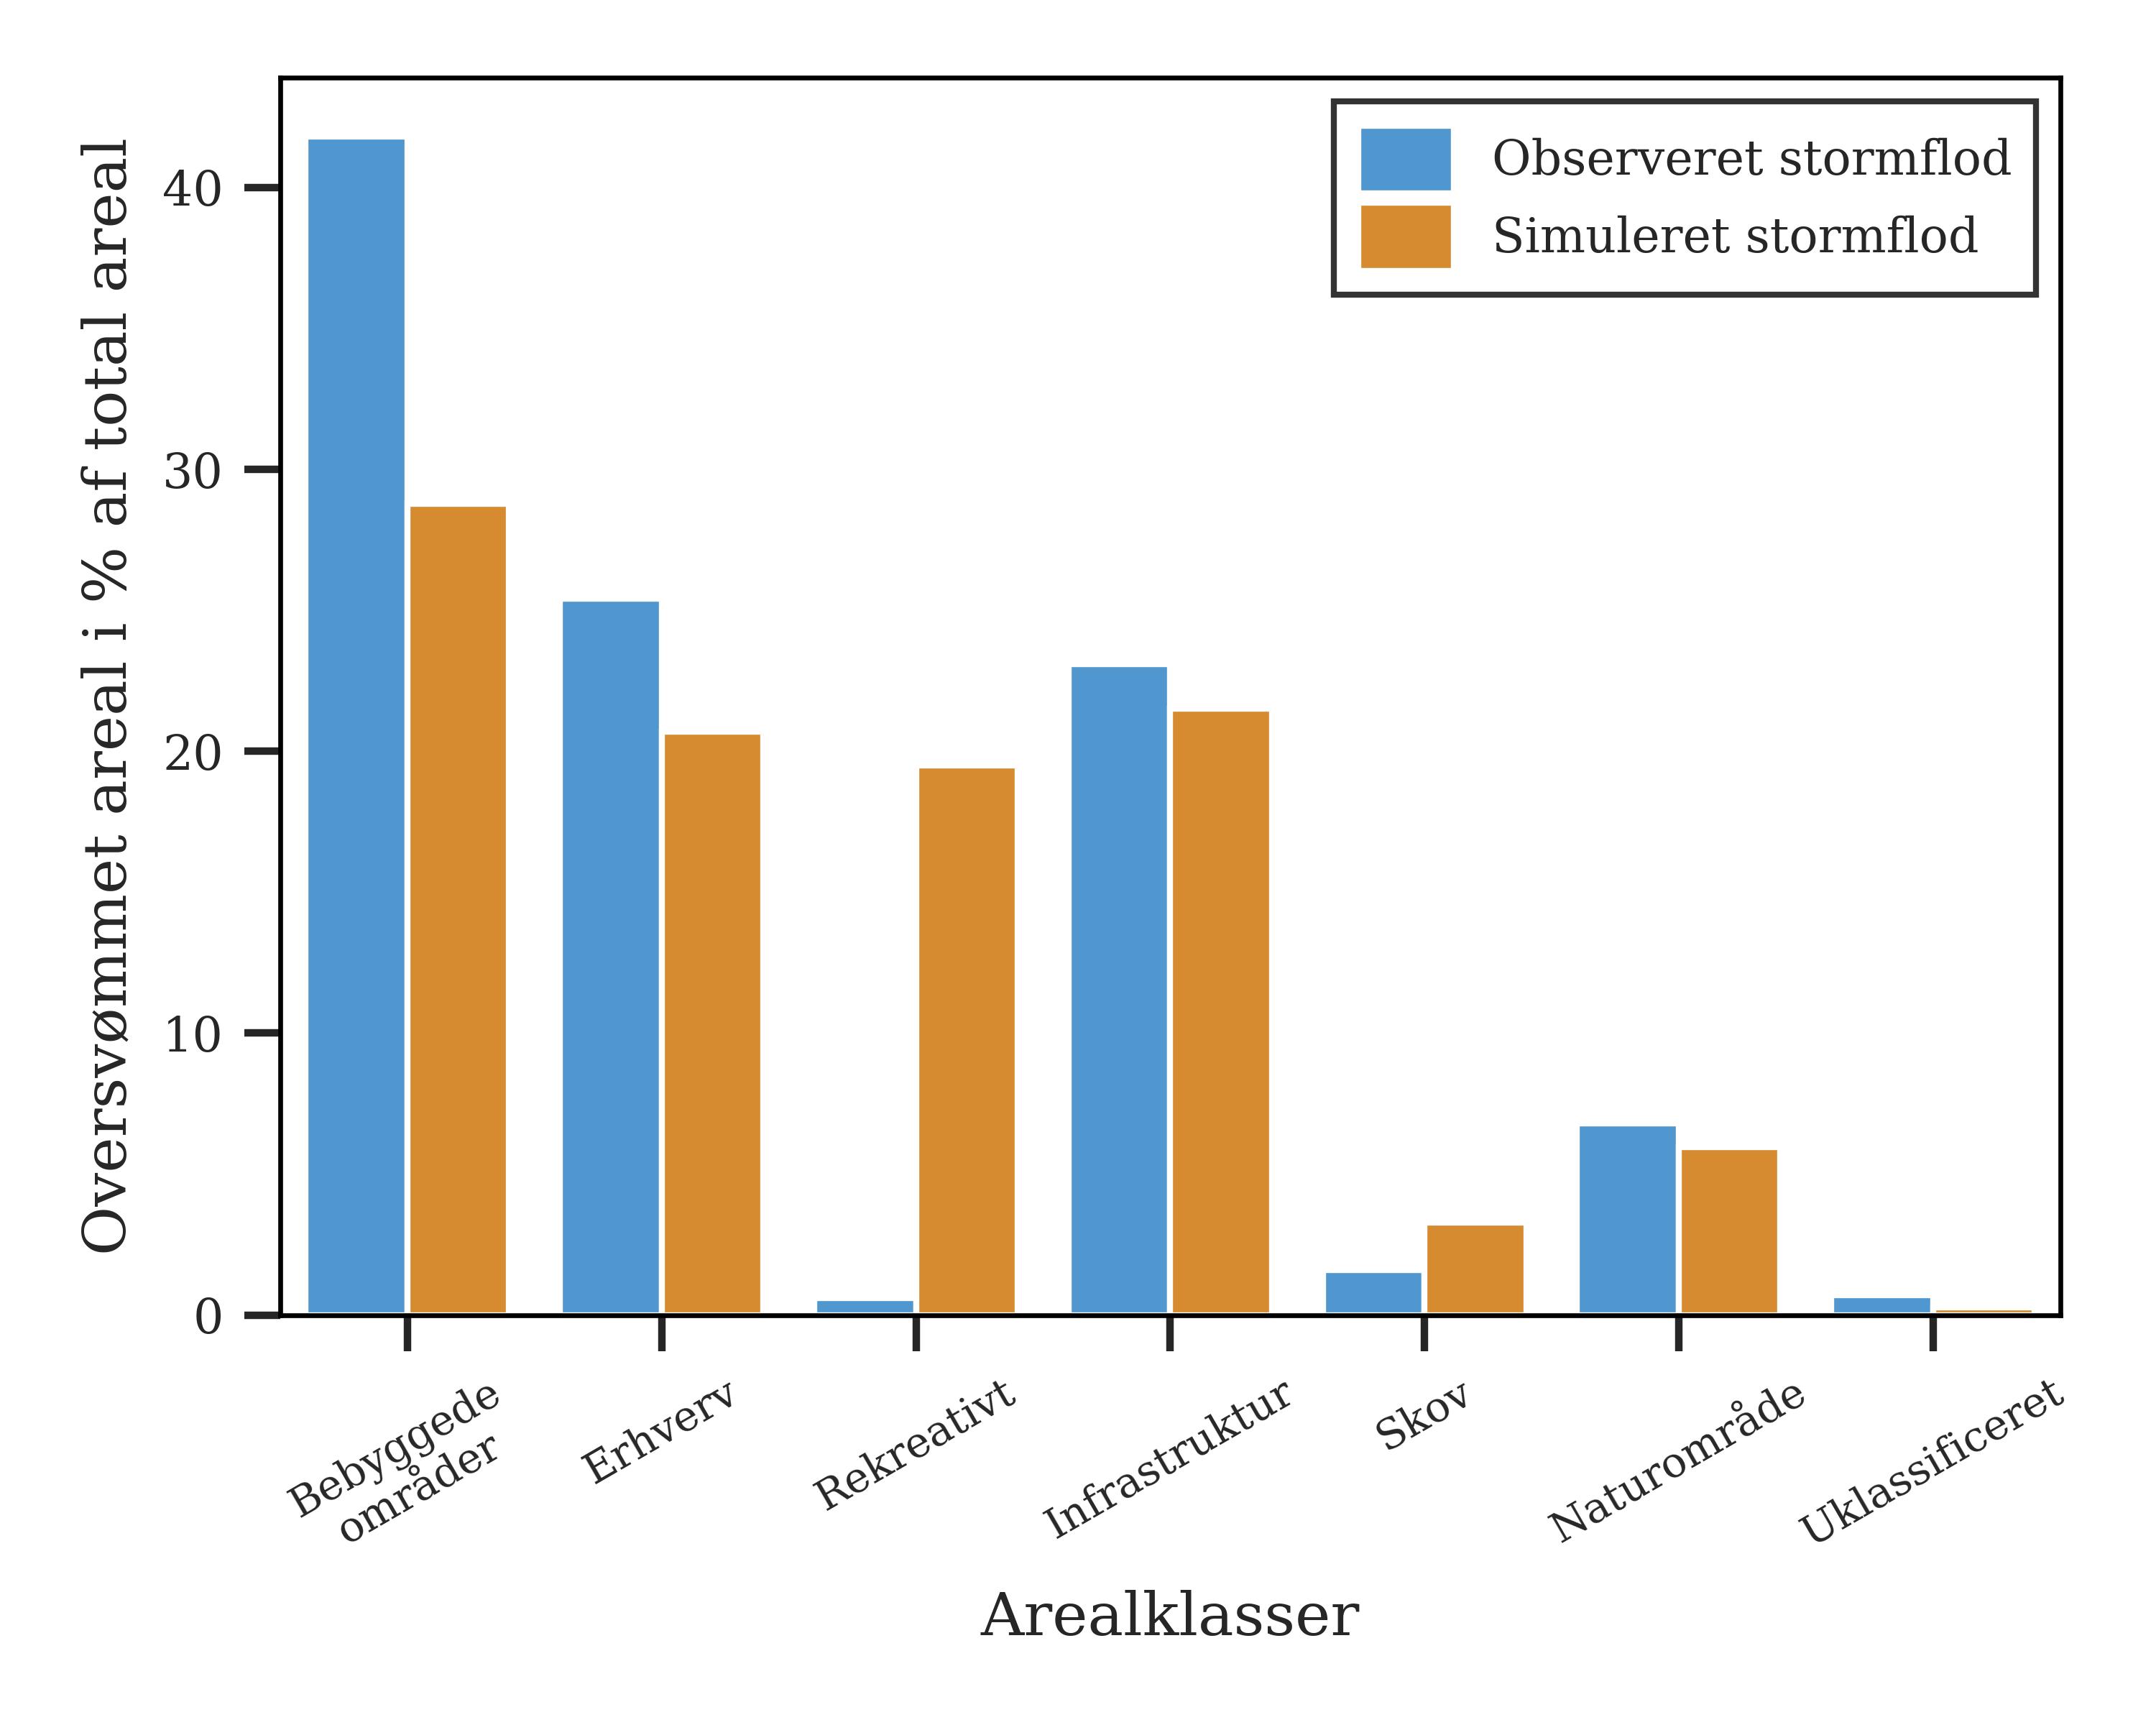 Oversvømmet areal i % af total areal
40
30
20
10
0
Observeret stormflod
Simuleret stormflod
Bebyggede
områder
Erhverv
Rekreativt
Infrastruktur
Skov
Naturområde
Uklassificeret
Arealklasser